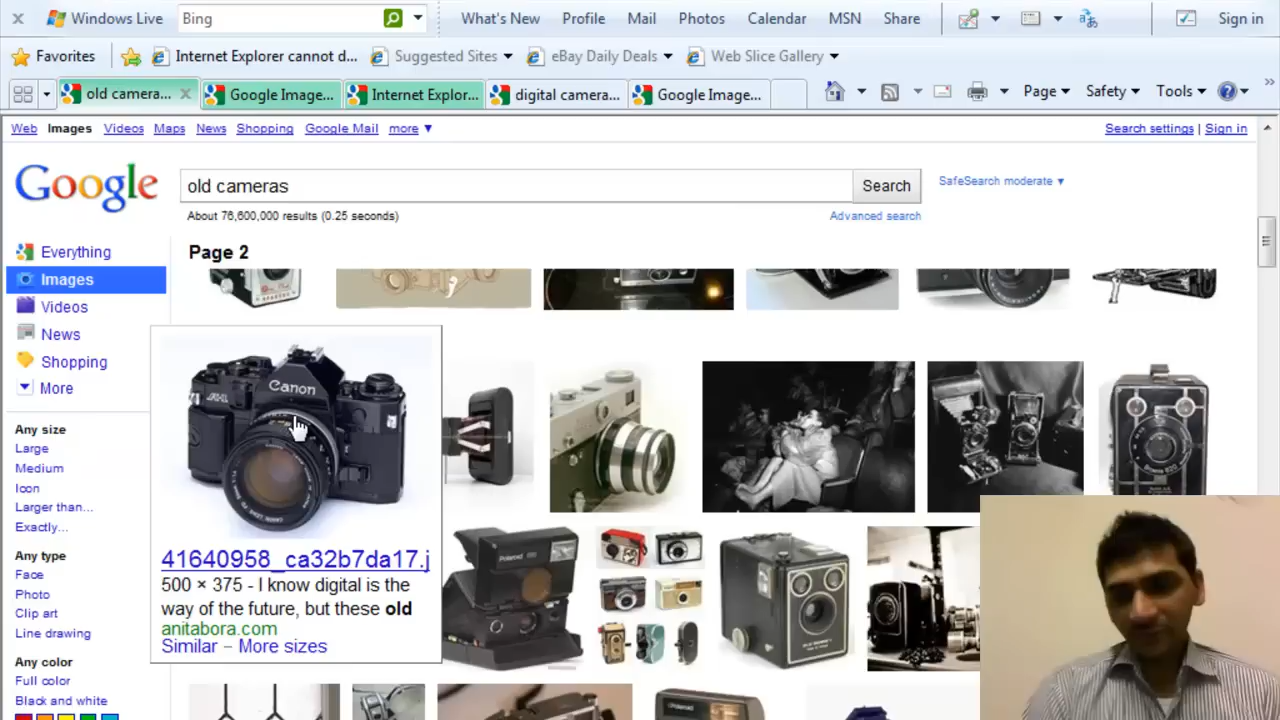 Windows Live
Bing
What's New
Profile
Mail
Photos
Calendar
MSN
Share
Sign in
Favorites
Internet Explorer cannot d...
Suggested Sites
eBay Daily Deals
Web Slice Gallery
old camera...
Google Image...
Internet Explor...
digital camera...
Google Image...
Page
Safety
Tools
Web Images Videos Maps News Shopping Google Mail more
Search settings | Sign in
Google
old cameras
Search
SafeSearch moderate
About 76,600,000 results (0.25 seconds)
Advanced search
Everything
Page 2
Images
Videos
News
Shopping
More
Canon
Any size
Large
Medium
Icon
Larger than...
Exactly...
Any type
Face
Photo
Clip art
Line drawing
Any color
Full color
Black and white
41640958_ca32b7da17.j
500 × 375 - I know digital is the
way of the future, but these old
anitabora.com
Similar – More sizes
Polaroid